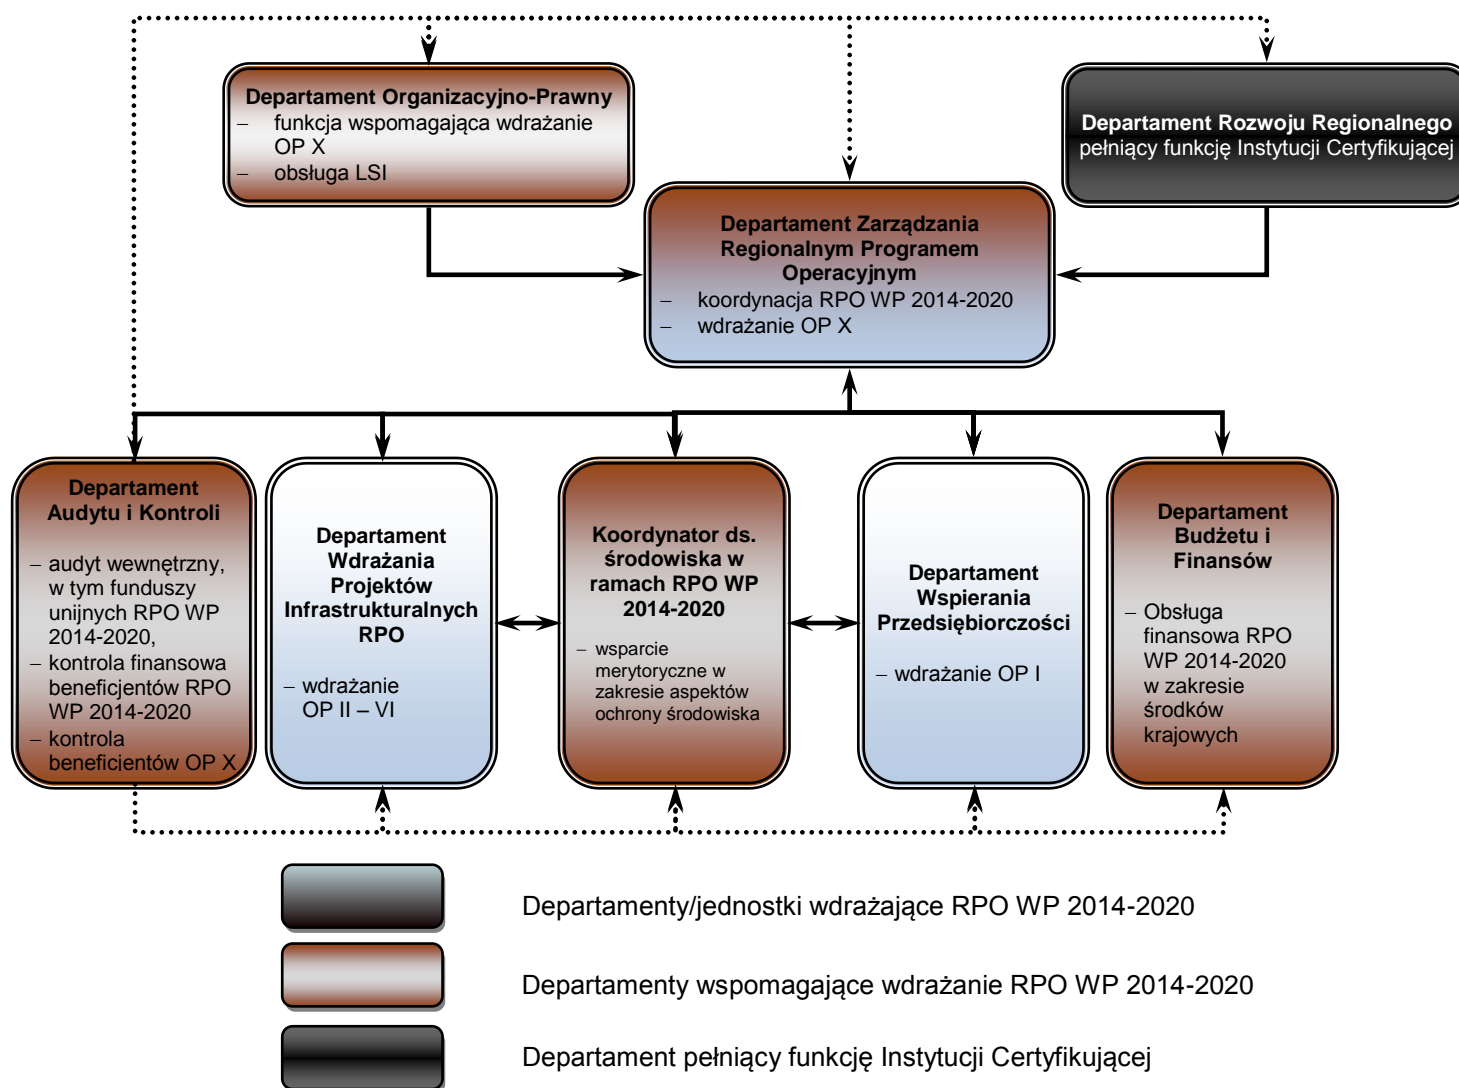 Departament Organizacyjno-Prawny
– funkcja wspomagająca wdrażanie
OP X
– obsługa LSI
Departament Rozwoju Regionalnego
pełniący funkcję Instytucji Certyfikującej
Departament Zarządzania
Regionalnym Programem
Operacyjnym
– koordynacja RPO WP 2014-2020
– wdrażanie OP X
Departament
Audytu i Kontroli
– audyt wewnętrzny,
w tym funduszy
unijnych RPO WP
2014-2020,
– kontrola finansowa
beneficjentów RPO
WP 2014-2020
– kontrola
beneficientów OP X
Departament
Wdrażania
Projektów
Infrastrukturalnych
RPO
– wdrażanie
OP II – VI
Koordynator ds.
środowiska w
ramach RPO WP
2014-2020
– wsparcie
merytoryczne w
zakresie aspektów
ochrony środowiska
Departament
Wspierania
Przedsiębiorczości
– wdrażanie OP I
Departament
Budżetu i
Finansów
– Obsługa
finansowa RPO
WP 2014-2020
w zakresie
środków
krajowych
Departamenty/jednostki wdrażające RPO WP 2014-2020
Departamenty wspomagające wdrażanie RPO WP 2014-2020
Departament pełniący funkcję Instytucji Certyfikującej